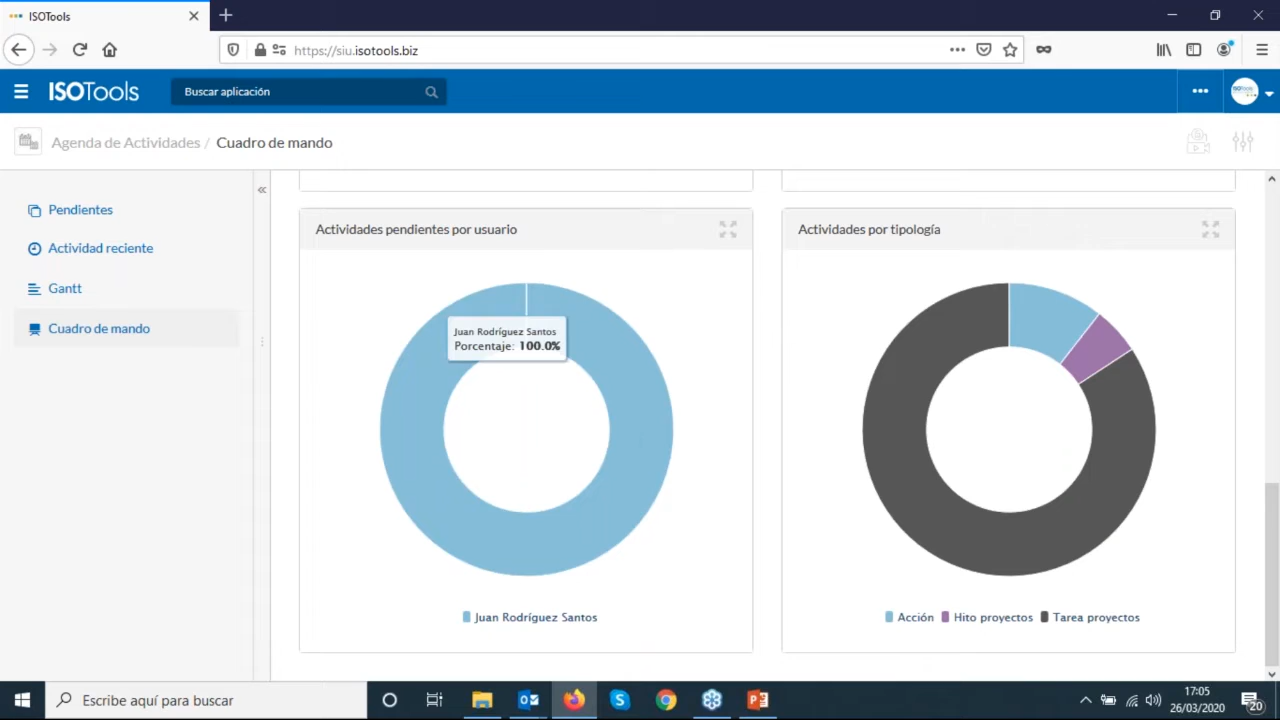 ISOTools
https://siu.isotools.biz
ISOTools
Buscar aplicación
Agenda de Actividades / Cuadro de mando
Pendientes
Actividad reciente
Gantt
Cuadro de mando
Actividades pendientes por usuario
Juan Rodríguez Santos
Porcentaje: 100.0%
Juan Rodríguez Santos
Actividades por tipología
Acción Hito proyectos Tarea proyectos
Escribe aquí para buscar
17:05
26/03/2020
20